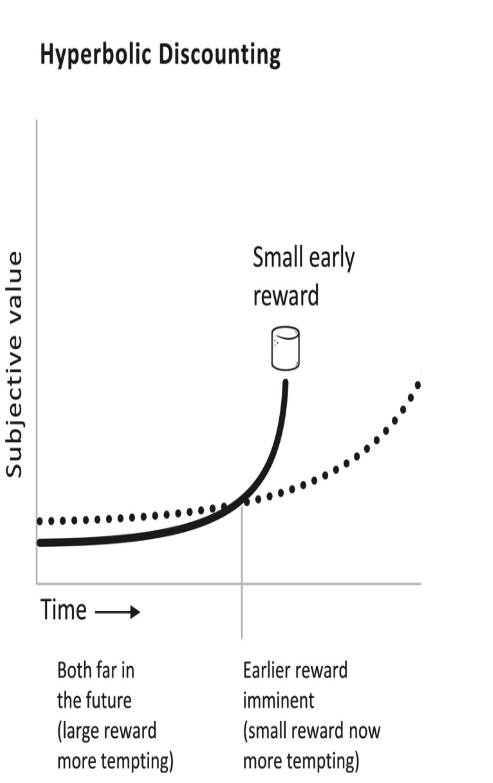 Hyperbolic Discounting
Subjective value
Small early
reward
Time
Both far in
the future
(large reward
more tempting)
Earlier reward
imminent
(small reward now
more tempting)